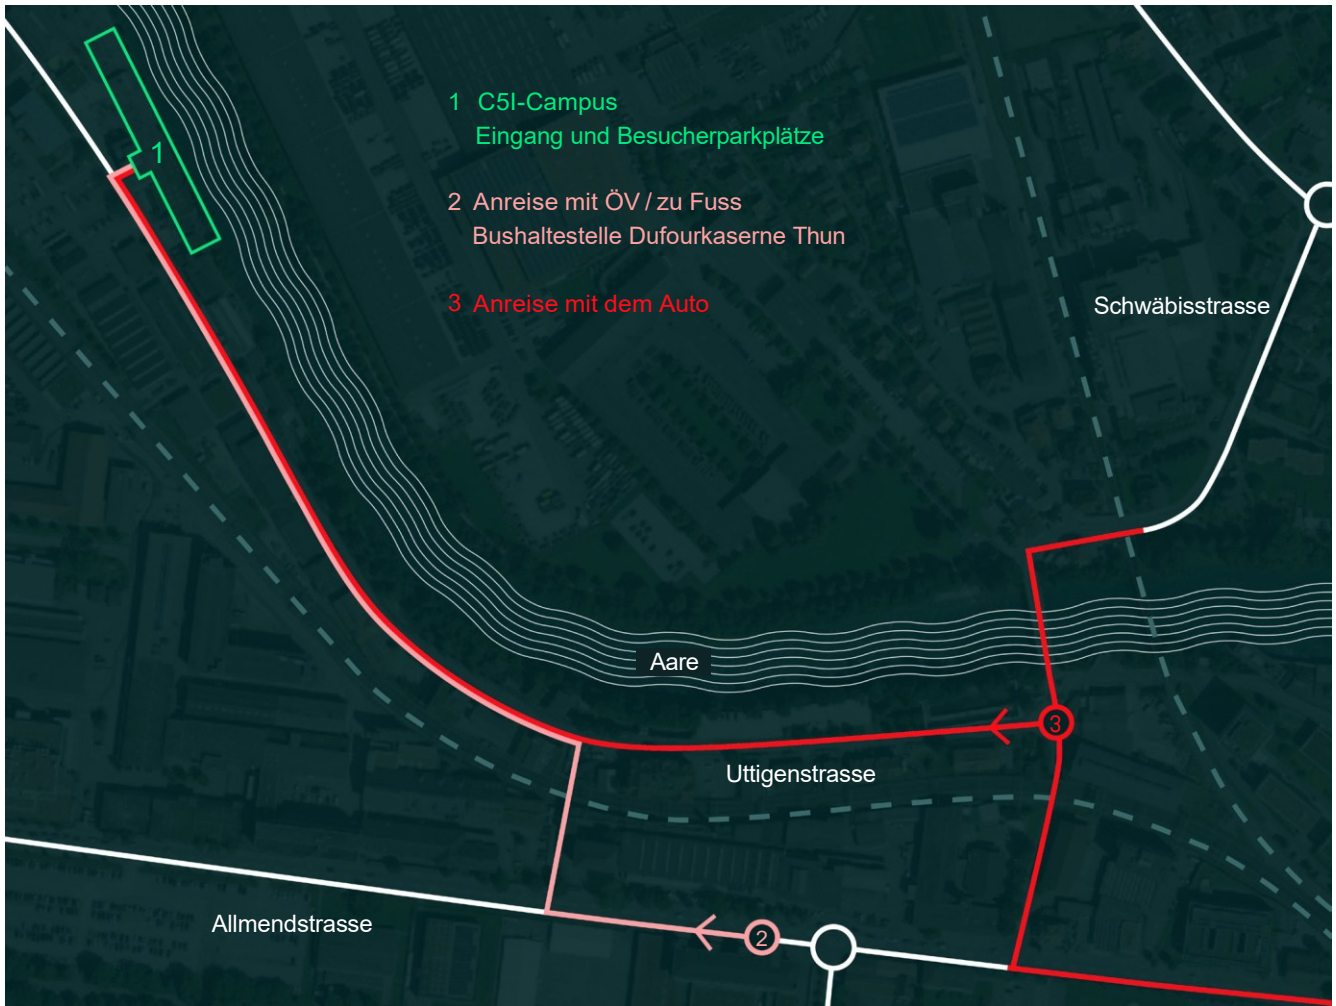 1 C5I-Campus
Eingang und Besucherparkplätze
1
2 Anreise mit ÖV / zu Fuss
Bushaltestelle Dufourkaserne Thun
3 Anreise mit dem Auto
Schwäbisstrasse
Aare
3
Uttigenstrasse
Allmendstrasse
2